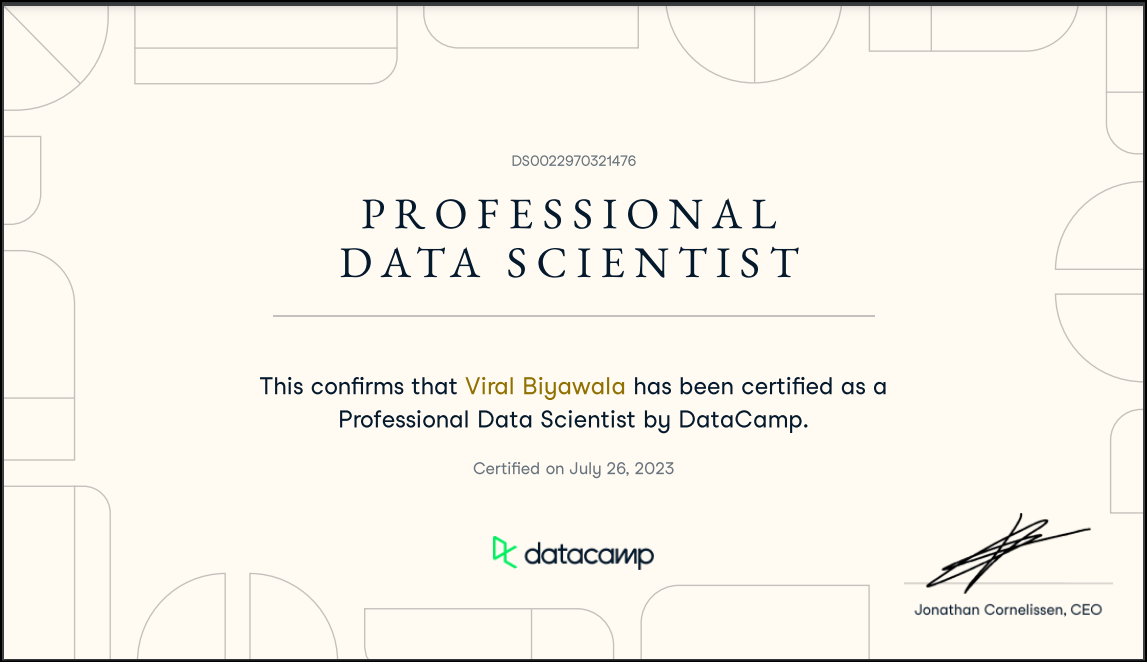 DS0022970321476
PROFESSIONAL
DATA SCIENTIST
This confirms that Viral Biyawala has been certified as a
Professional Data Scientist by DataCamp.
Certified on July 26, 2023
datacamp
Jonathan Cornelissen, CEO